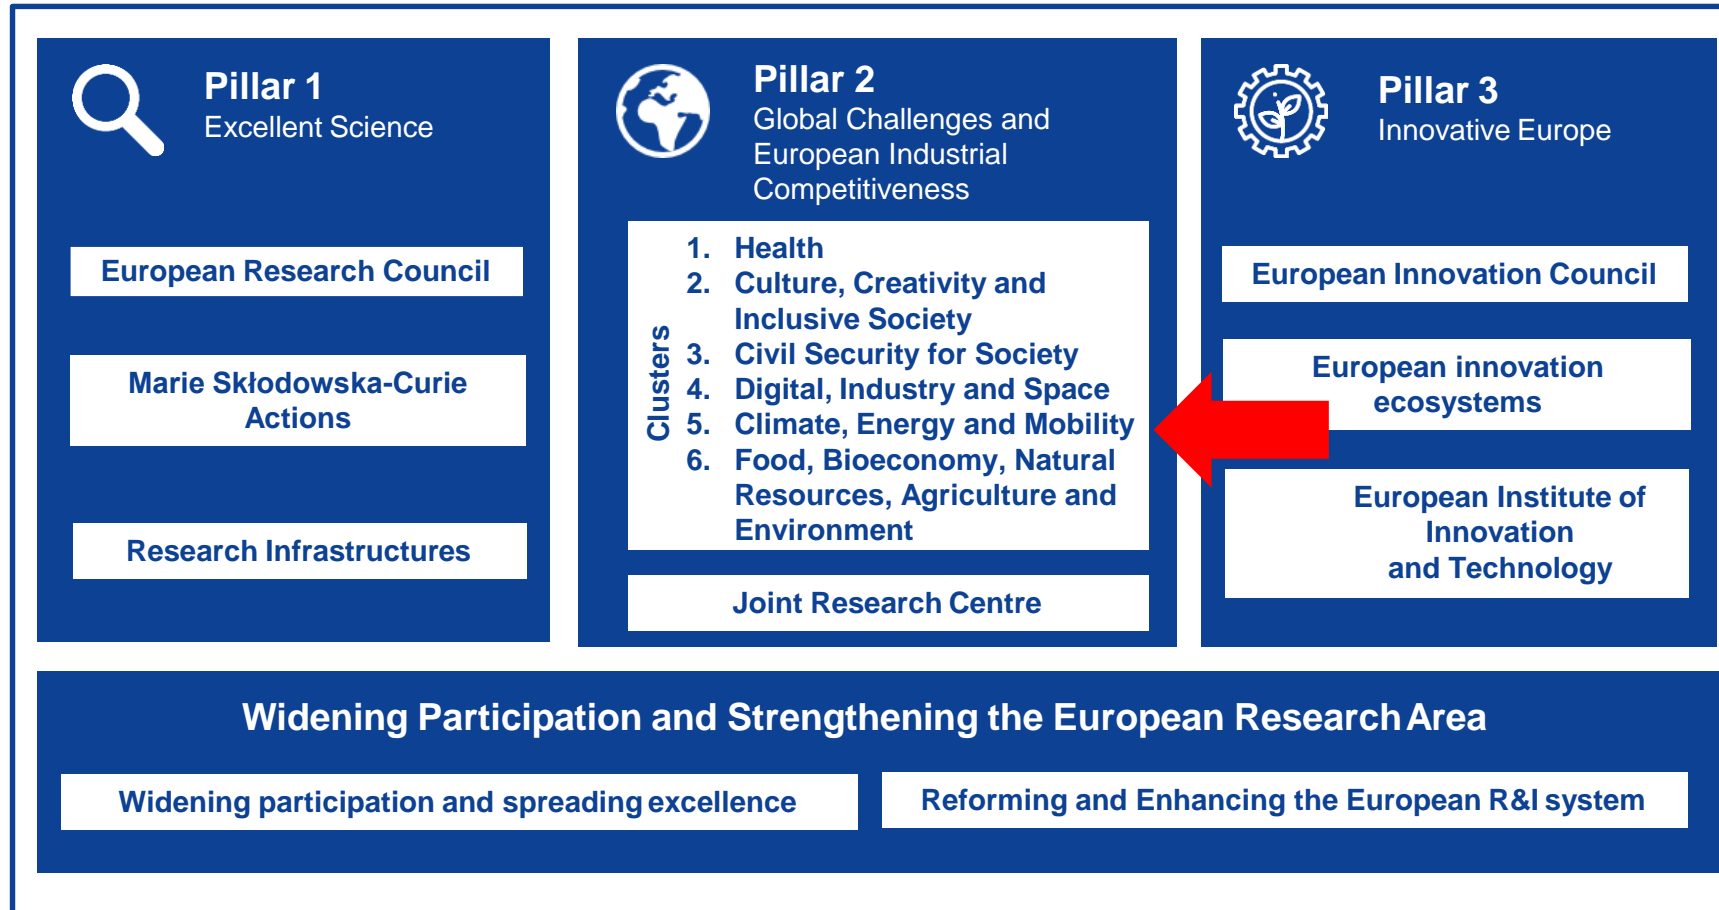 Pillar 1
Excellent Science
European Research Council
Marie Skłodowska-Curie
Actions
Research Infrastructures
Pillar 2
Global Challenges and
European Industrial
Competitiveness
Clusters
1. Health
2. Culture, Creativity and
Inclusive Society
3. Civil Security for Society
4. Digital, Industry and Space
5. Climate, Energy and Mobility
6. Food, Bioeconomy, Natural
Resources, Agriculture and
Environment
Joint Research Centre
Pillar 3
Innovative Europe
European Innovation Council
European innovation
ecosystems
European Institute of
Innovation
and Technology
Widening Participation and Strengthening the European Research Area
Widening participation and spreading excellence
Reforming and Enhancing the European R&I system